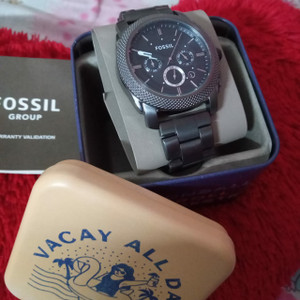 FOSSIL
GROUP
WARRANTY VALIDATION
FOSSIL
VACAY ALL DA